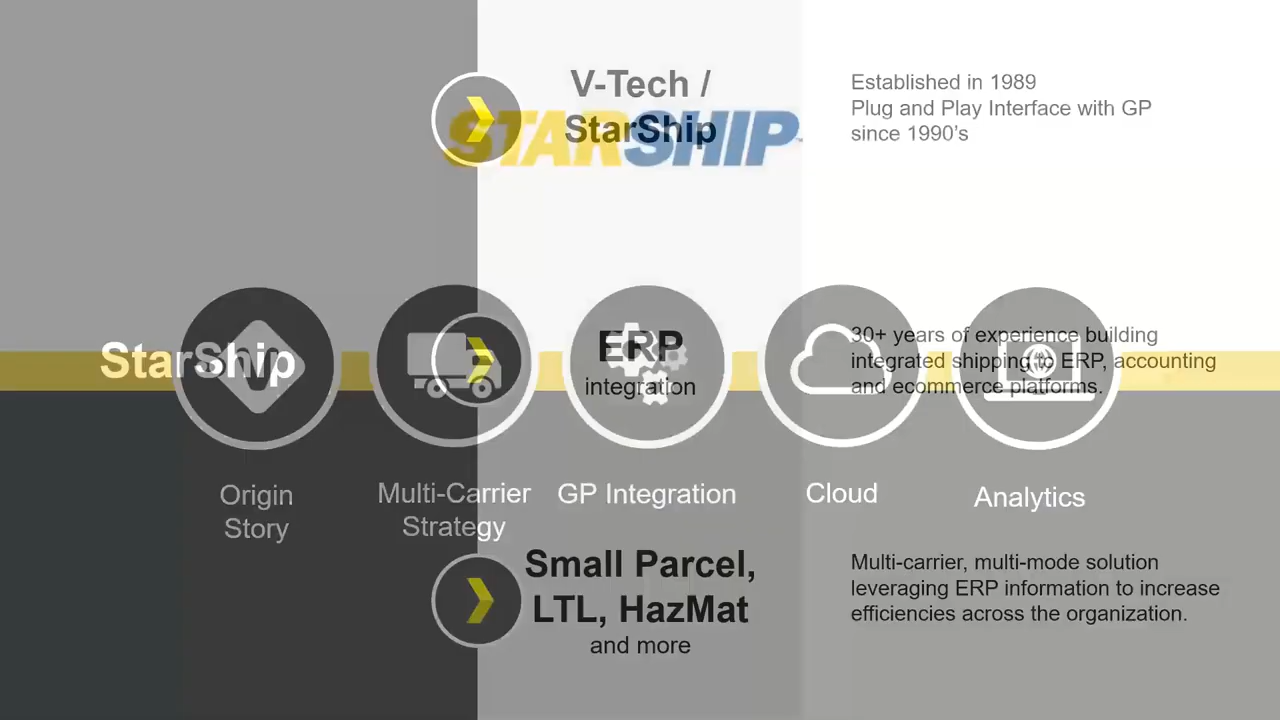 V-Tech /
StarShip
STARSHIP
Established in 1989
Plug and Play Interface with GP
since 1990's
StarShip
V
ERP
integration
30+ years of experience building
integrated shipping to ERP, accounting
and ecommerce platforms.
Origin
Story
Multi-Carrier
Strategy
GP Integration
Cloud
Analytics
Small Parcel,
LTL, HazMat
and more
Multi-carrier, multi-mode solution
leveraging ERP information to increase
efficiencies across the organization.